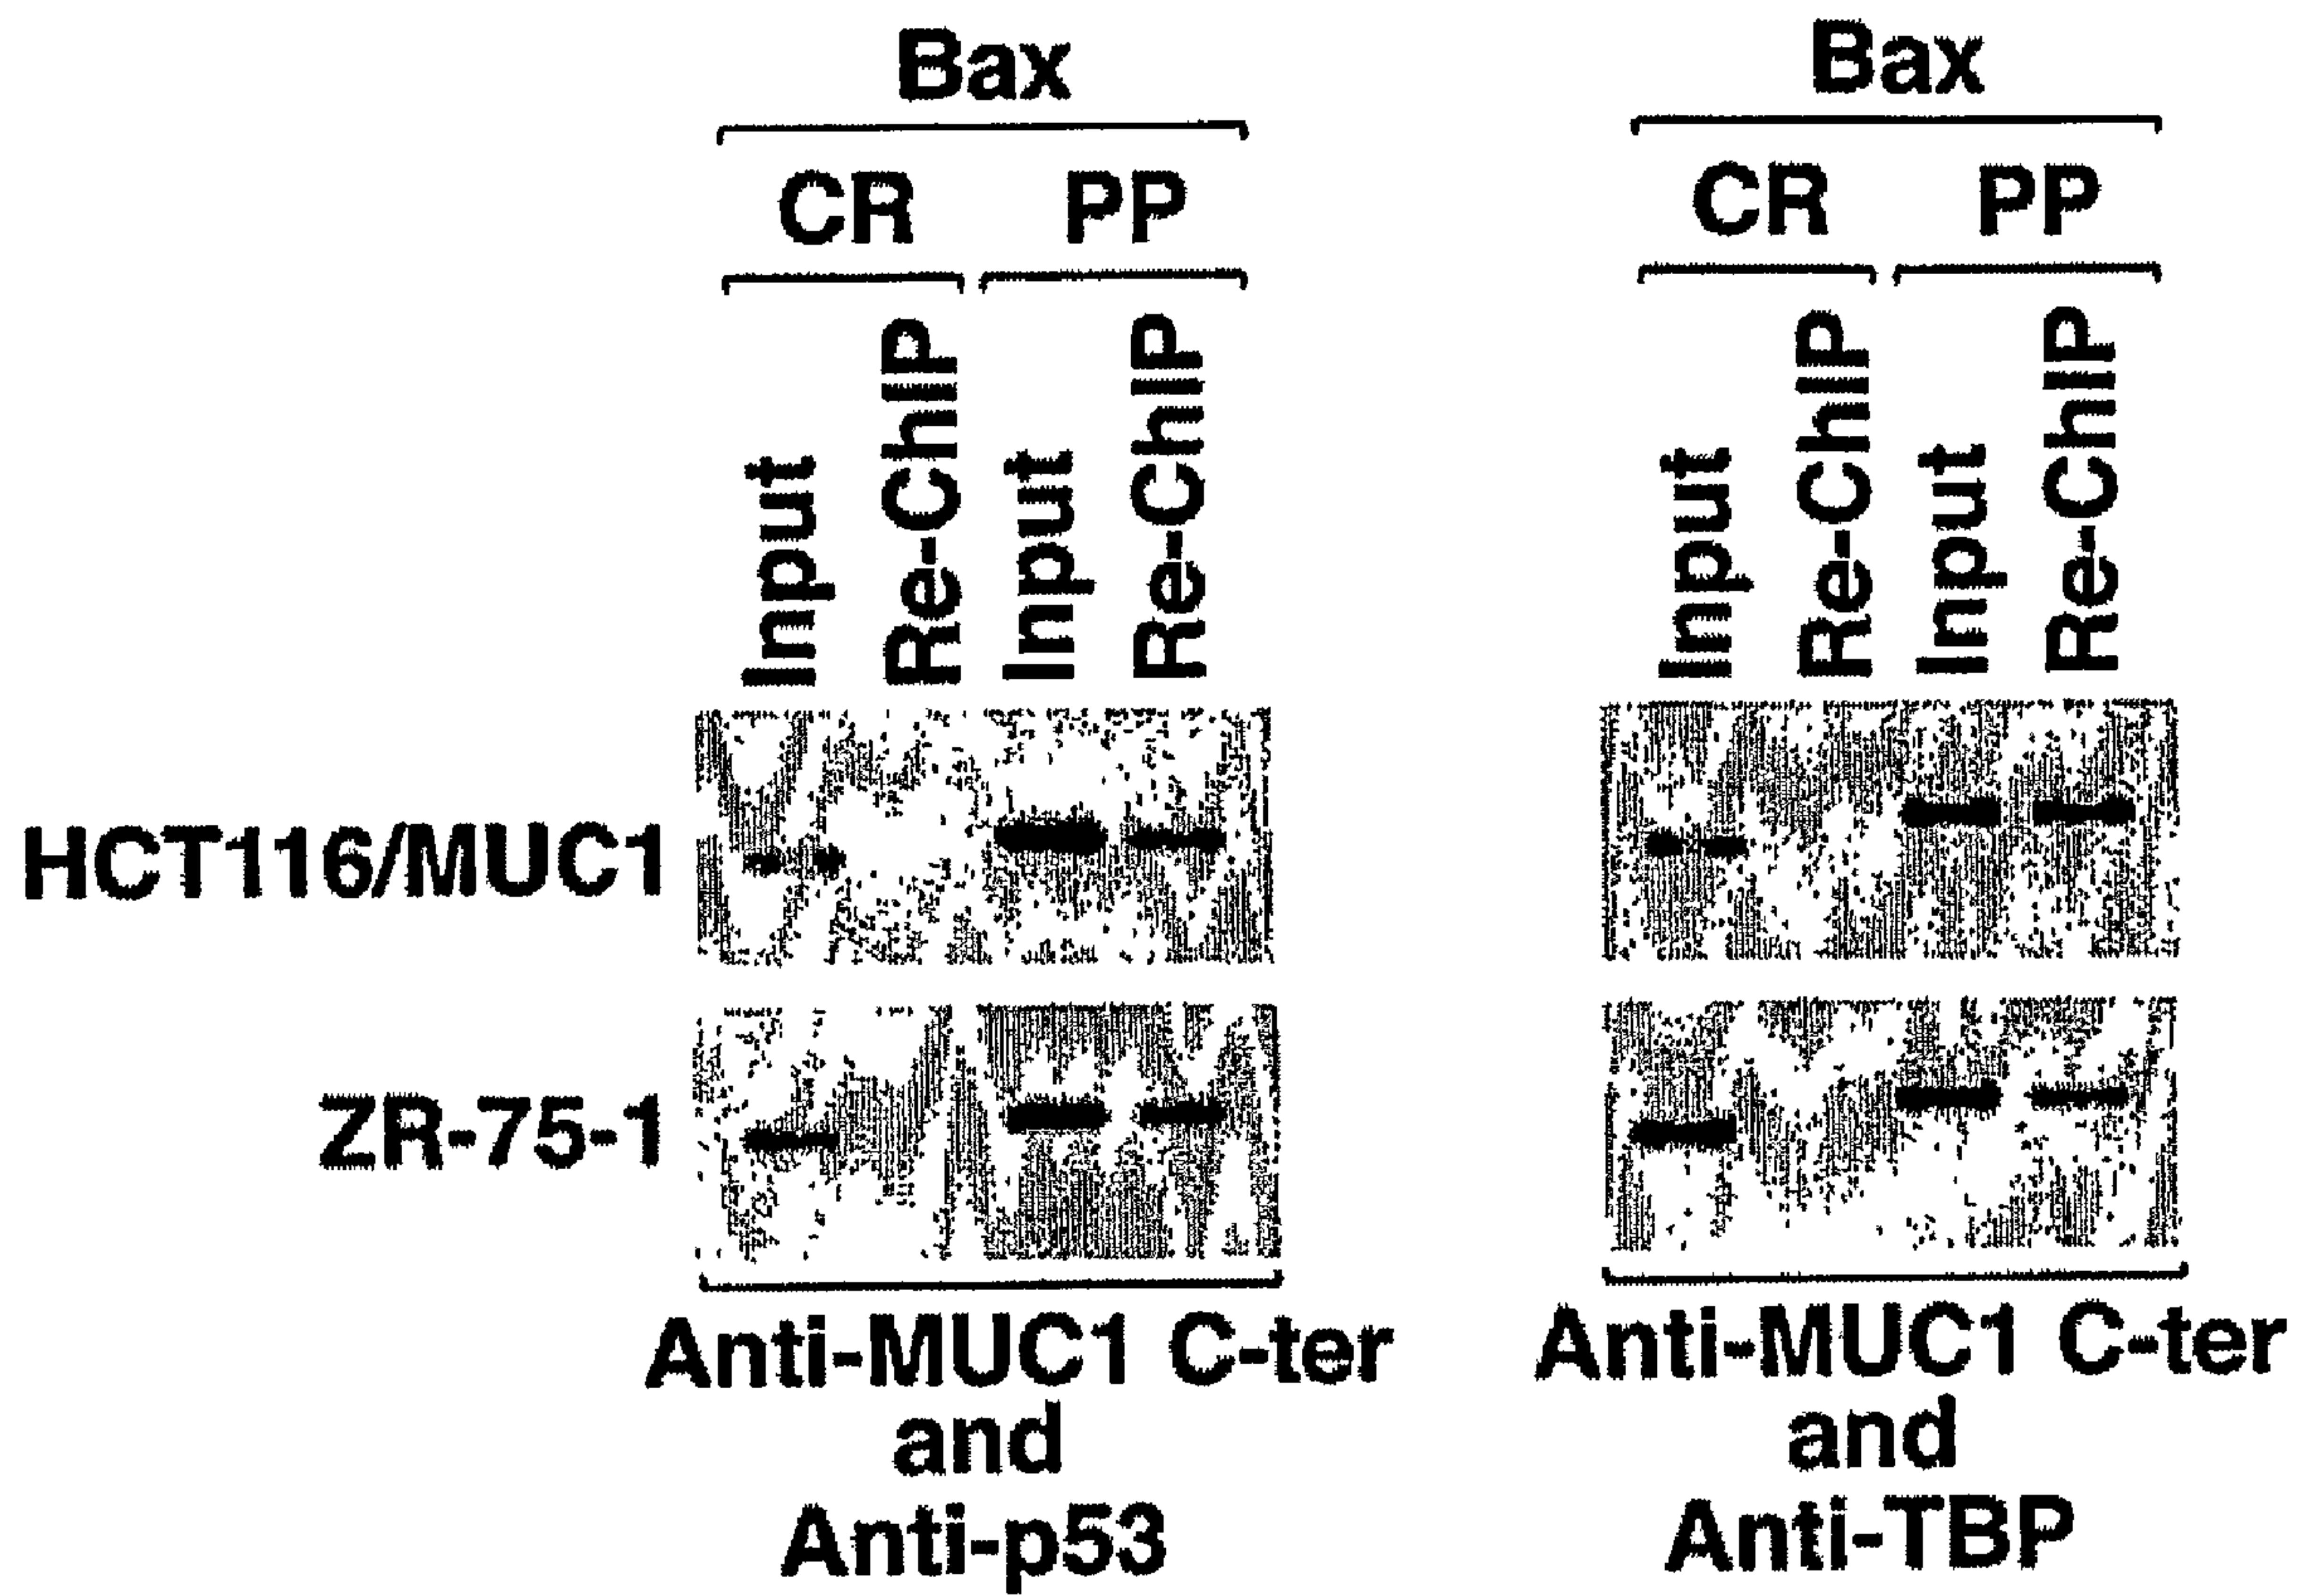 Bax Bax
CR PP CR PP
Input Re-ChIP Input Re-ChIP Input Re-ChIP Input Re-ChIP
HCT116/MUC1
ZR-75-1
Anti-MUC1 C-ter Anti-MUC1 C-ter
and and
Anti-p53 Anti-TBP